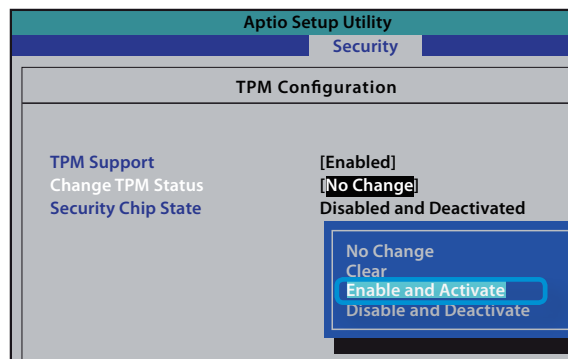 Aptio Setup Utility
Security
TPM Configuration
TPM Support [Enabled]
Change TPM Status [No Change]
Security Chip State Disabled and Deactivated
No Change
Clear
Enable and Activate
Disable and Deactivate